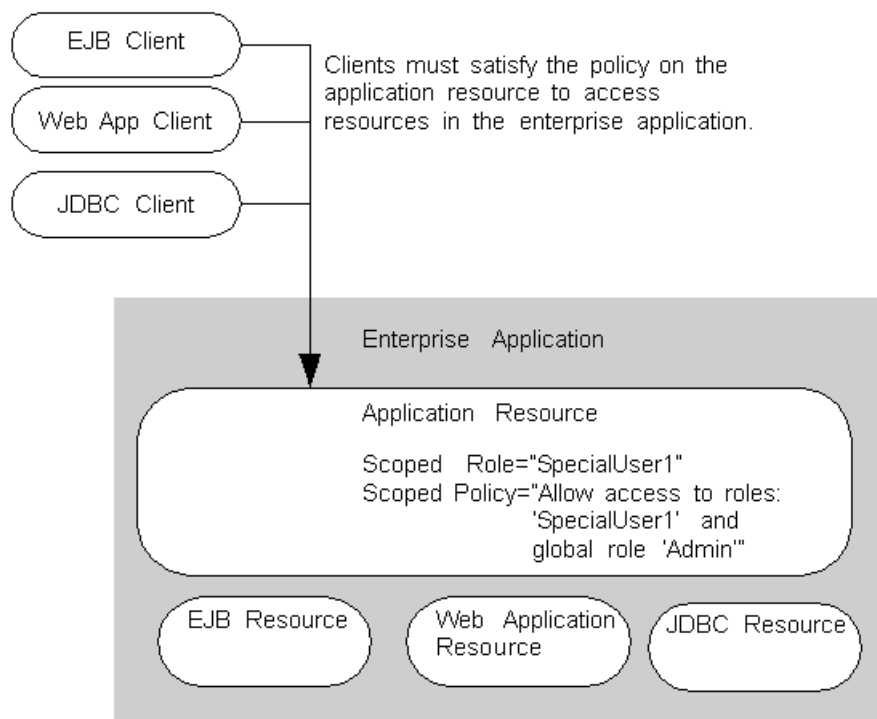 EJB Client
Clients must satisfy the policy on the
application resource to access
resources in the enterprise application.
Web App Client
JDBC Client
Enterprise Application
Application Resource
Scoped Role="SpecialUser1"
Scoped Policy="Allow access to roles:
'SpecialUser1' and
global role 'Admin'"
EJB Resource
Web Application
Resource
JDBC Resource